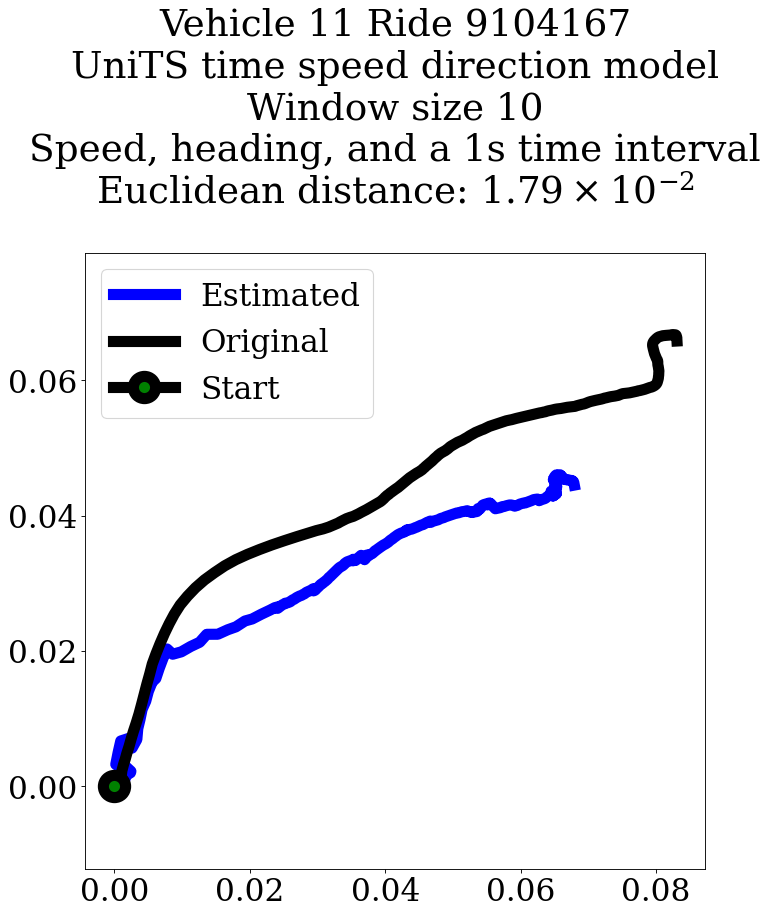 Vehicle 11 Ride 9104167
UniTS time speed direction model
Window size 10
Speed, heading, and a 1s time interval
Euclidean distance: 1.79 × 10⁻²
Estimated
Original
Start
0.06
0.04
0.02
0.00
0.00 0.02 0.04 0.06 0.08